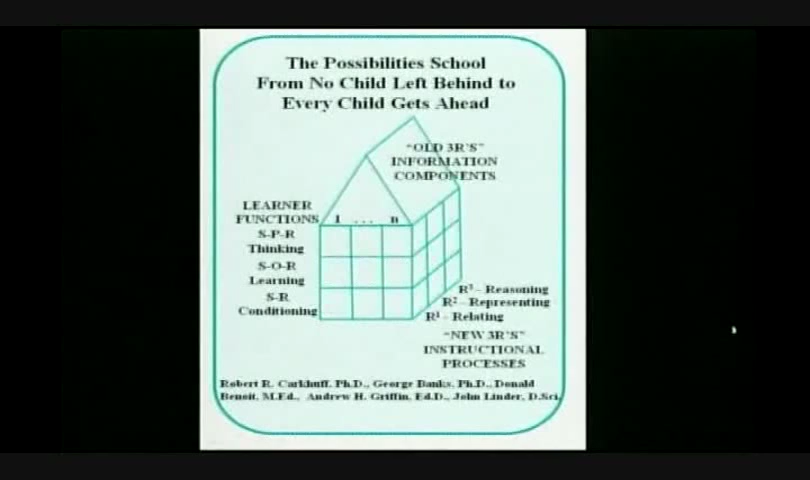 The Possibilities School
From No Child Left Behind to
Every Child Gets Ahead
"OLD 3R'S"
INFORMATION
COMPONENTS
LEARNER
FUNCTIONS
1 . . . n
S-P-R
Thinking
S-O-R
Learning
S-R
Conditioning
R³ - Reasoning
R² - Representing
R¹ - Relating
"NEW 3R'S"
INSTRUCTIONAL
PROCESSES
Robert R. Carkhuff, Ph.D., George Banks, Ph.D., Donald
Benoit, M.Ed., Andrew H. Griffin, Ed.D., John Linder, D.Sci.